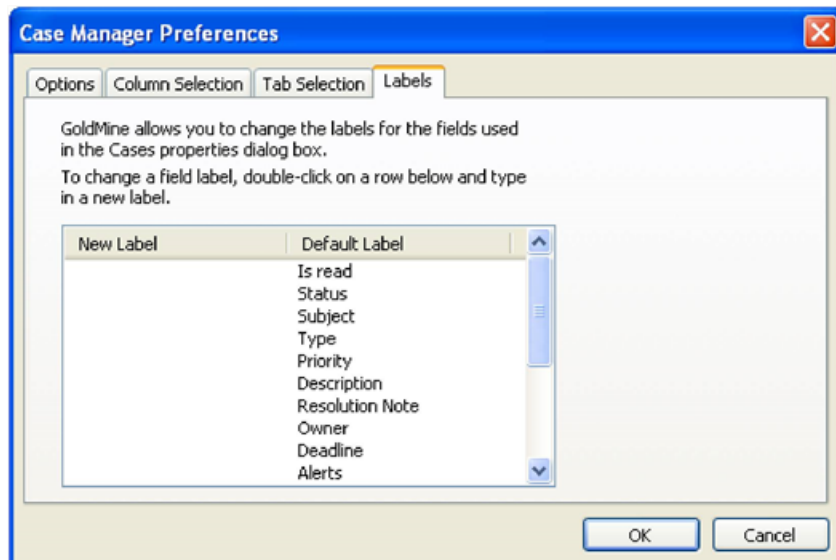 Case Manager Preferences
Options Column Selection Tab Selection Labels
GoldMine allows you to change the labels for the fields used
in the Cases properties dialog box.
To change a field label, double-click on a row below and type
in a new label.
New Label Default Label
Is read
Status
Subject
Type
Priority
Description
Resolution Note
Owner
Deadline
Alerts
OK Cancel